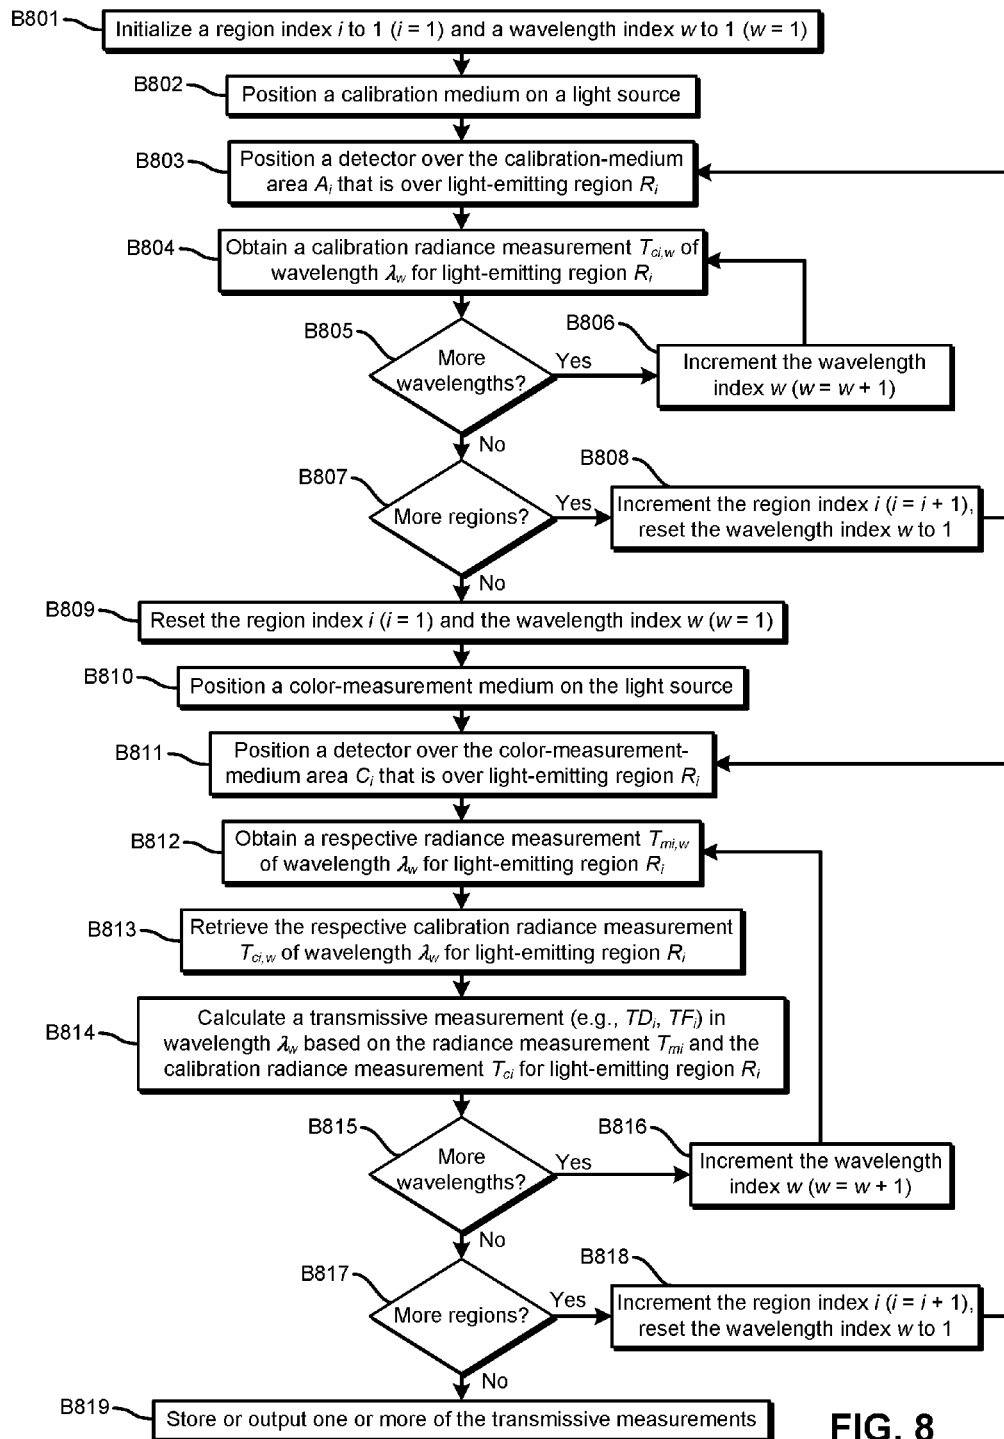 B801
Initialize a region index i to 1 (i = 1) and a wavelength index w to 1 (w = 1)
B802
Position a calibration medium on a light source
B803
Position a detector over the calibration-medium
area Ai that is over light-emitting region Ri
B804
Obtain a calibration radiance measurement Tci,w of
wavelength λw for light-emitting region Ri
B805
More
wavelengths?
Yes
B806
Increment the wavelength
index w (w = w + 1)
No
B807
More regions?
Yes
B808
Increment the region index i (i = i + 1),
reset the wavelength index w to 1
No
B809
Reset the region index i (i = 1) and the wavelength index w (w = 1)
B810
Position a color-measurement medium on the light source
B811
Position a detector over the color-measurement-
medium area Ci that is over light-emitting region Ri
B812
Obtain a respective radiance measurement Tmi,w
of wavelength λw for light-emitting region Ri
B813
Retrieve the respective calibration radiance measurement
Tci,w of wavelength λw for light-emitting region Ri
B814
Calculate a transmissive measurement (e.g., TDi, TFi) in
wavelength λw based on the radiance measurement Tmi and the
calibration radiance measurement Tci for light-emitting region Ri
B815
More
wavelengths?
Yes
B816
Increment the wavelength
index w (w = w + 1)
No
B817
More regions?
Yes
B818
Increment the region index i (i = i + 1),
reset the wavelength index w to 1
No
B819
Store or output one or more of the transmissive measurements
FIG. 8